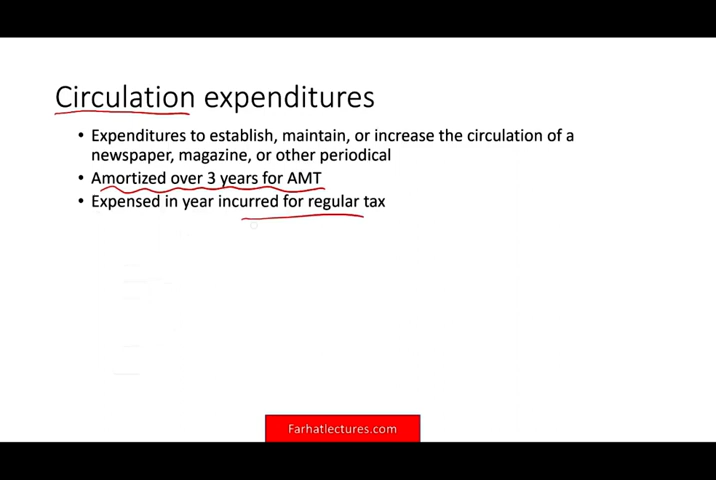 Circulation expenditures
• Expenditures to establish, maintain, or increase the circulation of a
newspaper, magazine, or other periodical
• Amortized over 3 years for AMT
• Expensed in year incurred for regular tax
Farhatlectures.com